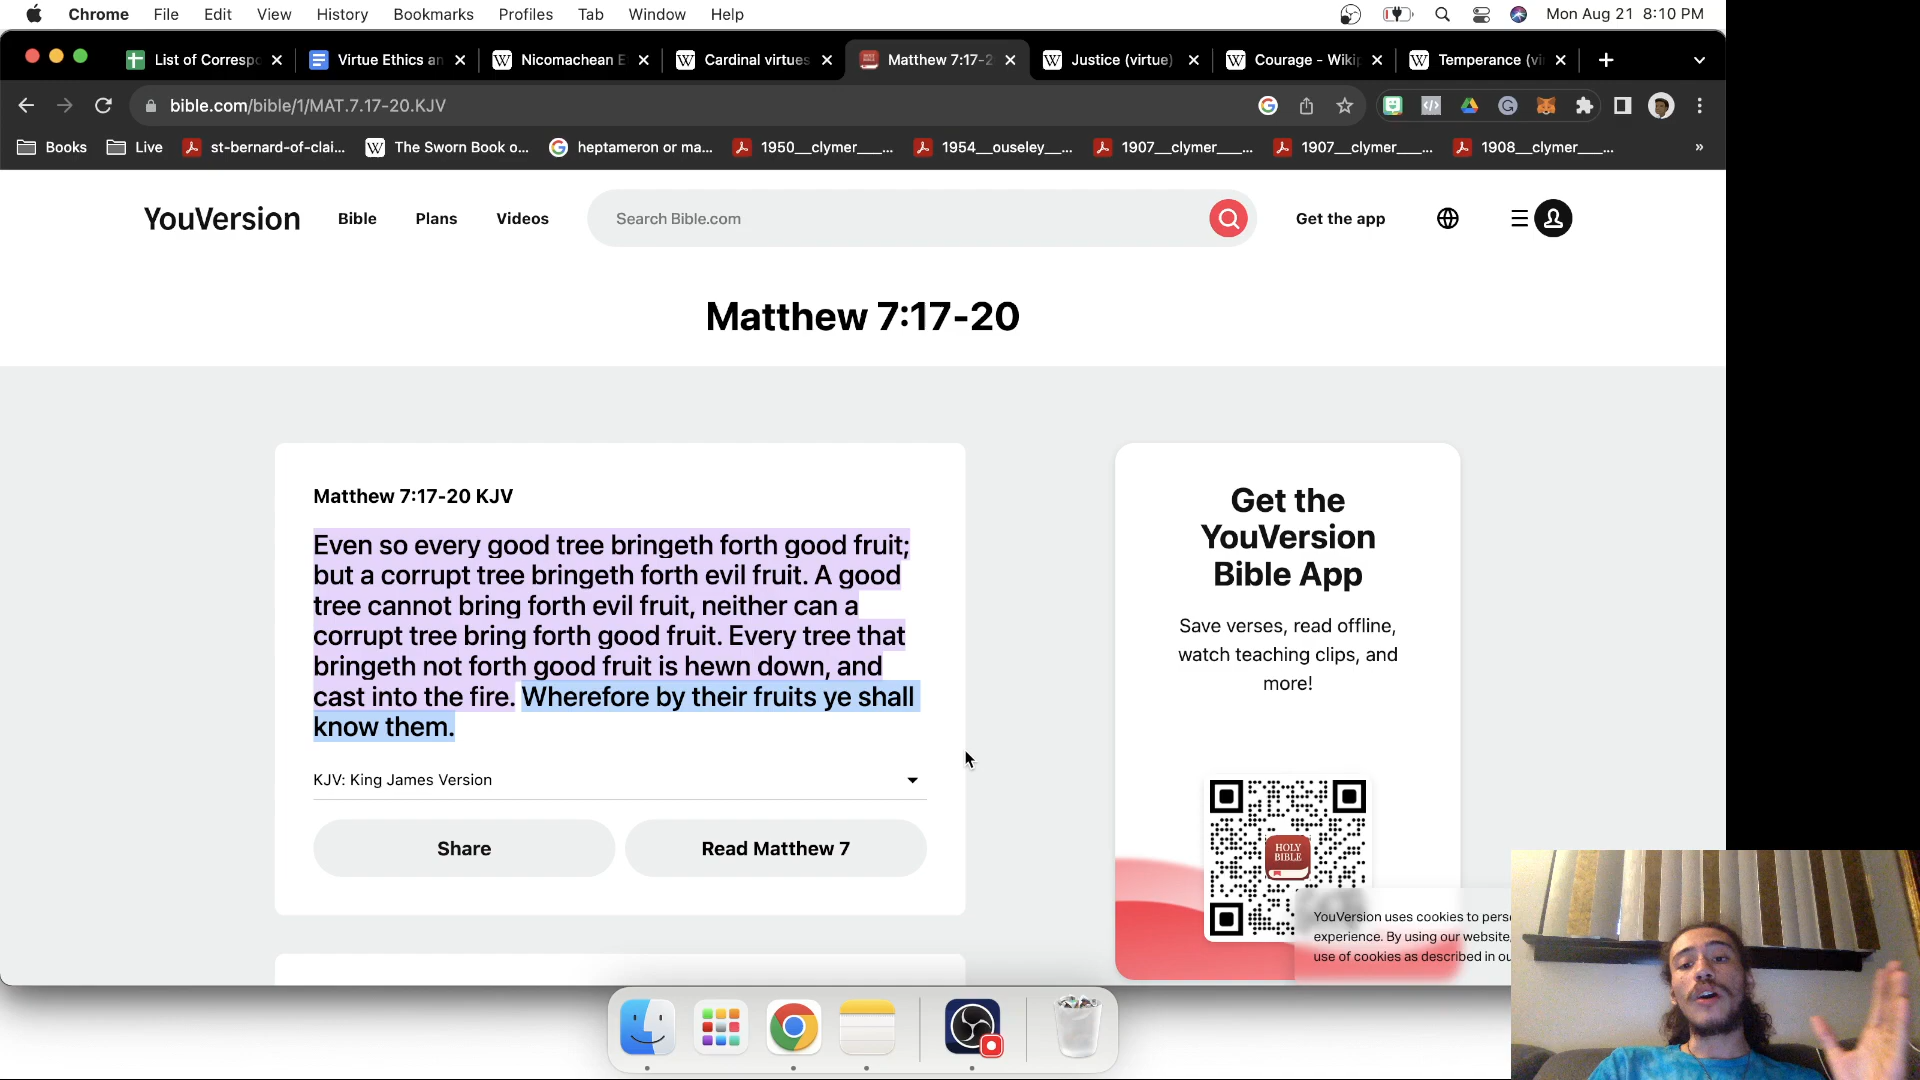 Chrome File Edit View History Bookmarks Profiles Tab Window Help Mon Aug 21 8:10 PM
List of Correspo Virtue Ethics an Nicomachean E Cardinal virtues Matthew 7:17-2 Justice (virtue) Courage - Wikip Temperance (vi
bible.com/bible/1/MAT.7.17-20.KJV
Books Live st-bernard-of-clai... The Sworn Book o... heptameron or ma... 1950__clymer___... 1954__ouseley__... 1907__clymer___... 1907__clymer___... 1908__clymer___... »
YouVersion Bible Plans Videos Search Bible.com Get the app
Matthew 7:17-20
Matthew 7:17-20 KJV
Even so every good tree bringeth forth good fruit;
but a corrupt tree bringeth forth evil fruit. A good
tree cannot bring forth evil fruit, neither can a
corrupt tree bring forth good fruit. Every tree that
bringeth not forth good fruit is hewn down, and
cast into the fire. Wherefore by their fruits ye shall
know them.
KJV: King James Version
Share Read Matthew 7
Get the
YouVersion
Bible App
Save verses, read offline,
watch teaching clips, and
more!
HOLY
BIBLE
YouVersion uses cookies to pers
experience. By using our website,
use of cookies as described in ou